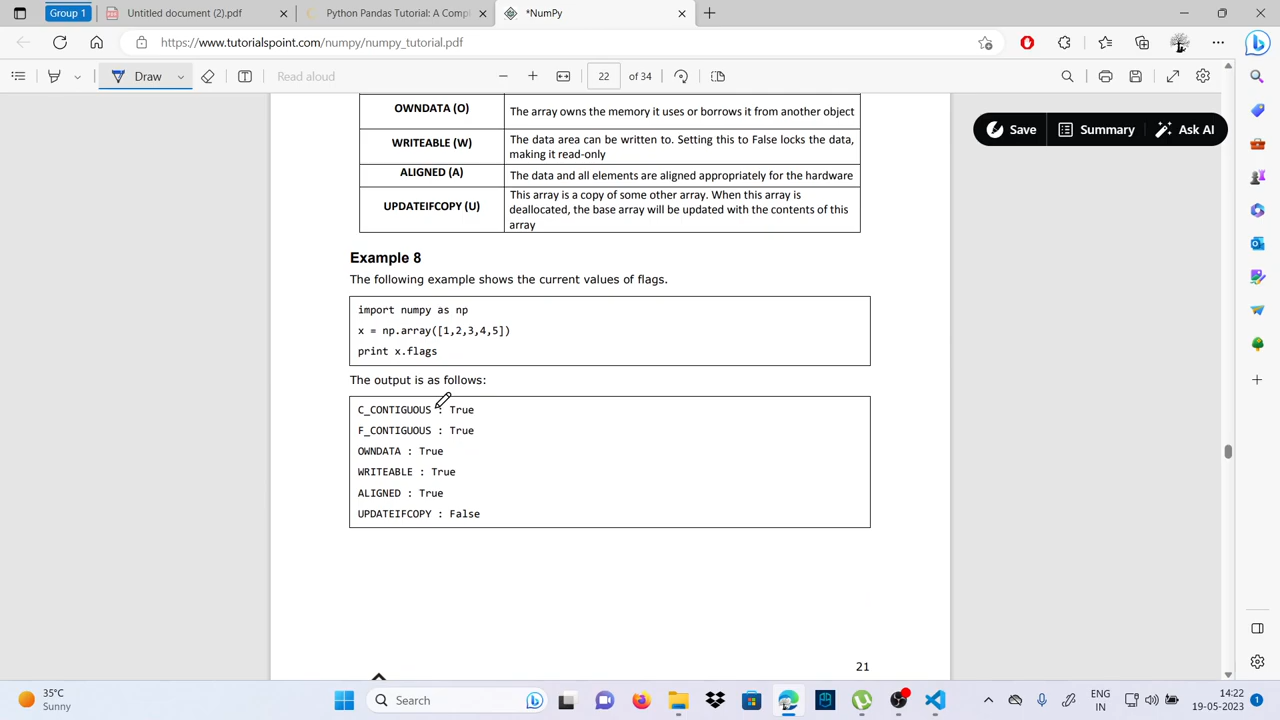 Group 1
Untitled document (2).pdf
Python Pandas Tutorial: A Compl
*NumPy
https://www.tutorialspoint.com/numpy/numpy_tutorial.pdf
Draw
Read aloud
22 of 34
Save
Summary
Ask AI
OWNDATA (O) The array owns the memory it uses or borrows it from another object
WRITEABLE (W) The data area can be written to. Setting this to False locks the data,
making it read-only
ALIGNED (A) The data and all elements are aligned appropriately for the hardware
UPDATEIFCOPY (U) This array is a copy of some other array. When this array is
deallocated, the base array will be updated with the contents of this
array
Example 8
The following example shows the current values of flags.
import numpy as np
x = np.array([1,2,3,4,5])
print x.flags
The output is as follows:
C_CONTIGUOUS : True
F_CONTIGUOUS : True
OWNDATA : True
WRITEABLE : True
ALIGNED : True
UPDATEIFCOPY : False
21
35°C
Sunny
Search
ENG
IN
14:22
19-05-2023
1